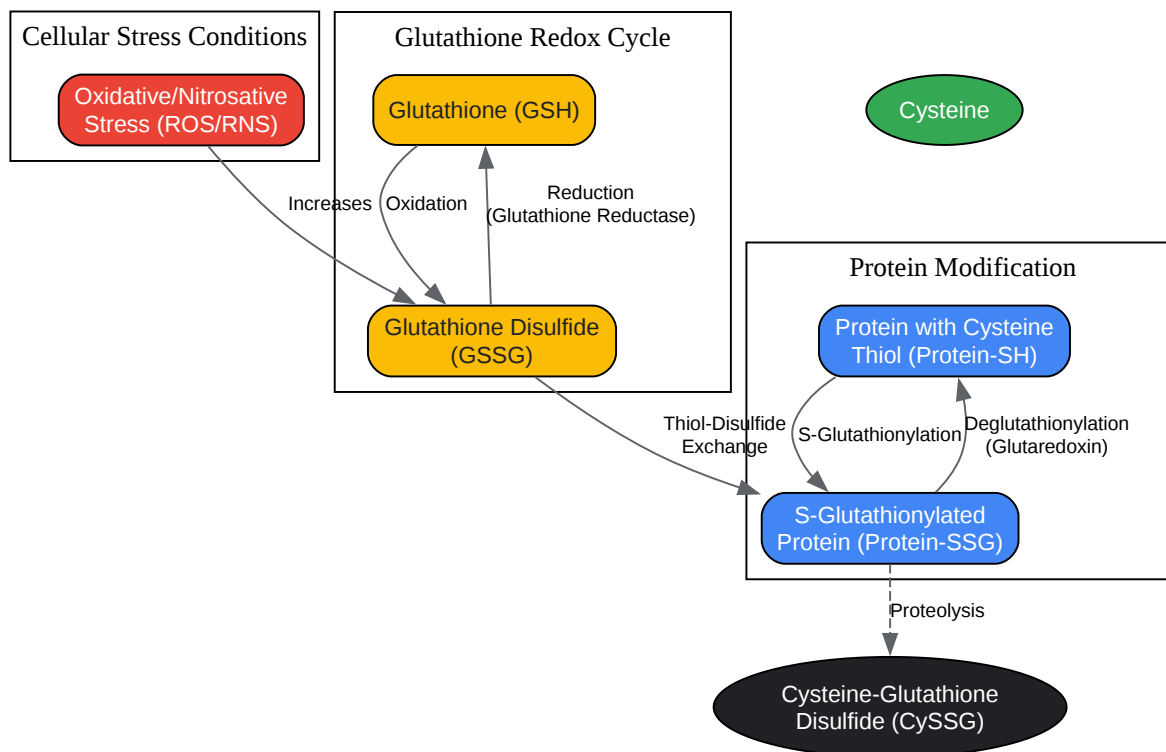 Cellular Stress Conditions
Oxidative/Nitrosative
Stress (ROS/RNS)
Glutathione Redox Cycle
Glutathione (GSH)
Cysteine
Increases
Oxidation
Reduction
(Glutathione Reductase)
Glutathione Disulfide
(GSSG)
Protein Modification
Protein with Cysteine
Thiol (Protein-SH)
Thiol-Disulfide
Exchange
S-Glutathionylation
Deglutathionylation
(Glutaredoxin)
S-Glutathionylated
Protein (Protein-SSG)
Proteolysis
Cysteine-Glutathione
Disulfide (CySSG)